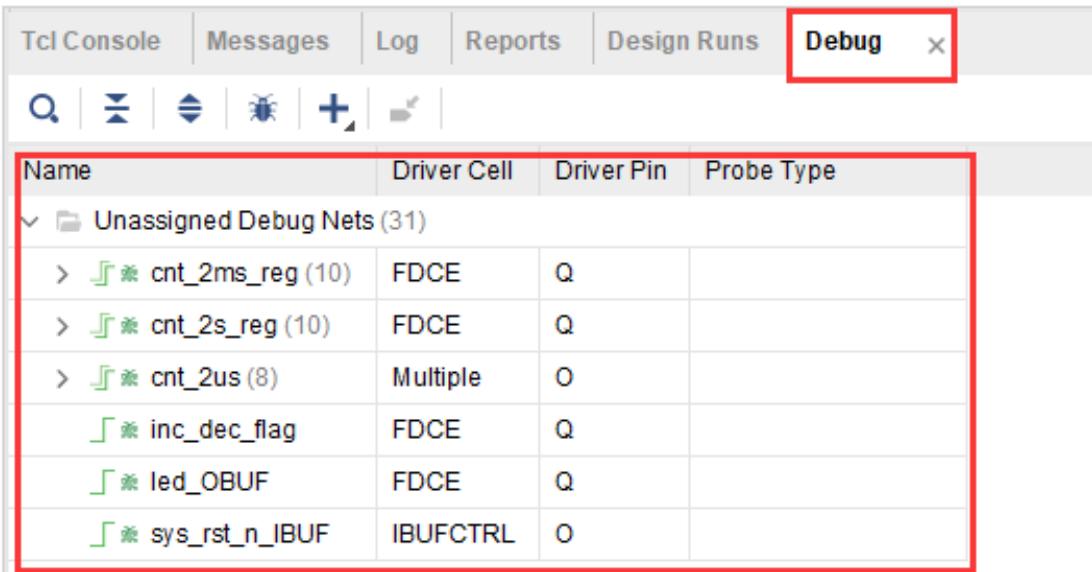 Tcl Console Messages Log Reports Design Runs Debug
Name Driver Cell Driver Pin Probe Type
Unassigned Debug Nets (31)
cnt_2ms_reg (10) FDCE Q
cnt_2s_reg (10) FDCE Q
cnt_2us (8) Multiple O
inc_dec_flag FDCE Q
led_OBUF FDCE Q
sys_rst_n_IBUF IBUFCTRL O